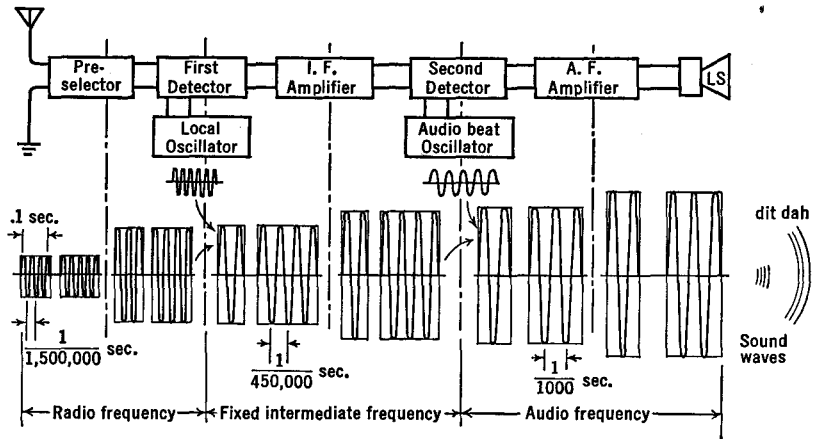 Pre-
selector
First
Detector
I. F.
Amplifier
Second
Detector
A. F.
Amplifier
LS
Local
Oscillator
Audio beat
Oscillator
.1 sec.
dit dah
1
1,500,000 sec.
1
450,000 sec.
1
1000 sec.
Sound
waves
Radio frequency
Fixed intermediate frequency
Audio frequency